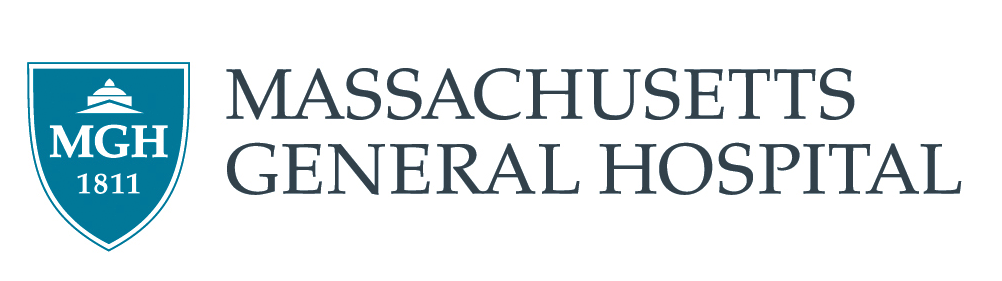 MGH
1811
MASSACHUSETTS
GENERAL HOSPITAL